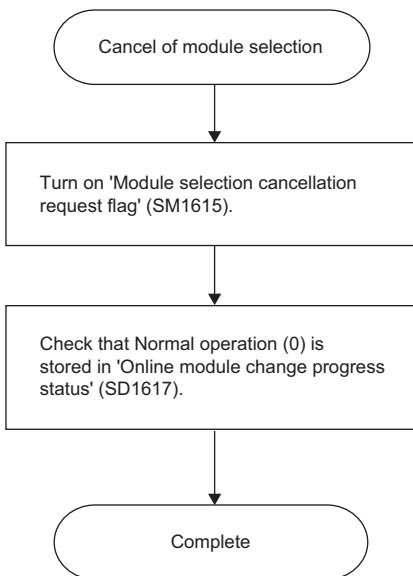 Cancel of module selection
Turn on 'Module selection cancellation
request flag' (SM1615).
Check that Normal operation (0) is
stored in 'Online module change progress
status' (SD1617).
Complete